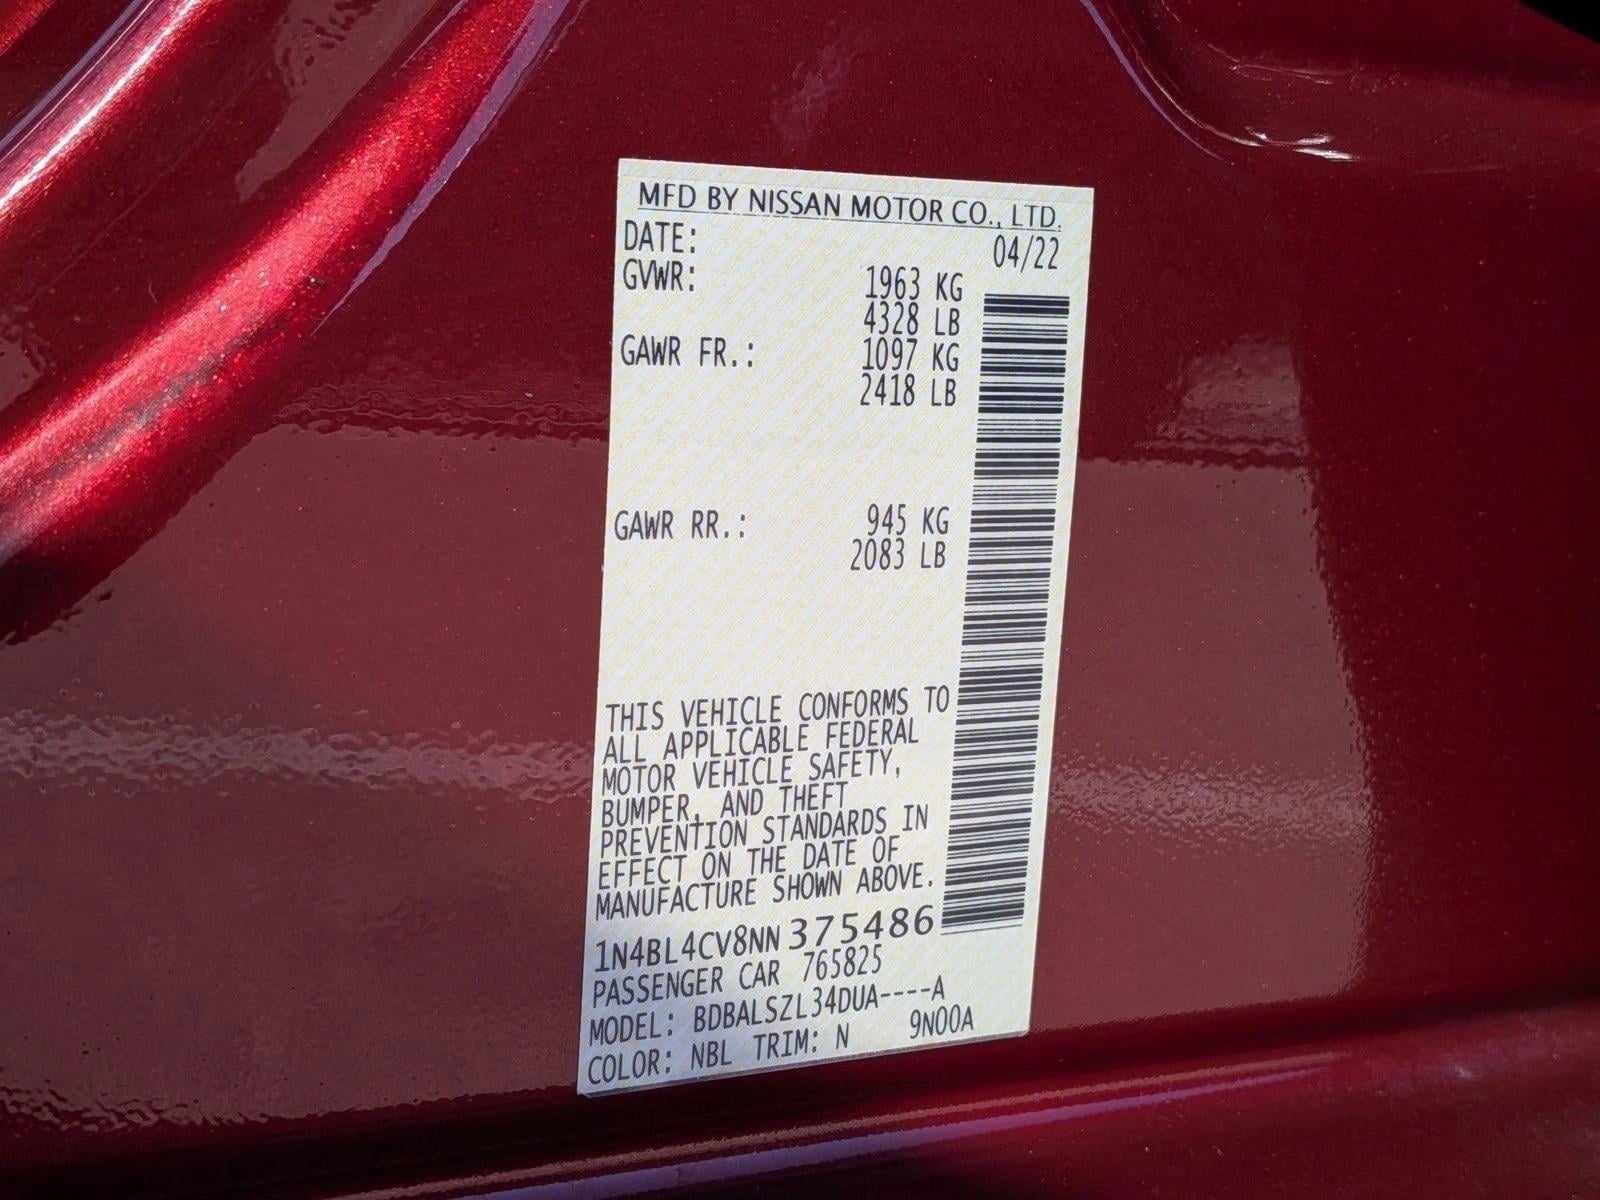 MFD BY NISSAN MOTOR CO., LTD.
DATE: 04/22
GVWR: 1963 KG
4328 LB
GAWR FR.: 1097 KG
2418 LB
GAWR RR.: 945 KG
2083 LB
THIS VEHICLE CONFORMS TO
ALL APPLICABLE FEDERAL
MOTOR VEHICLE SAFETY,
BUMPER, AND THEFT
PREVENTION STANDARDS IN
EFFECT ON THE DATE OF
MANUFACTURE SHOWN ABOVE.
1N4BL4CV8NN375486
PASSENGER CAR 765825
MODEL: BDBALSZL34DUA----A
COLOR: NBL TRIM: N 9N00A